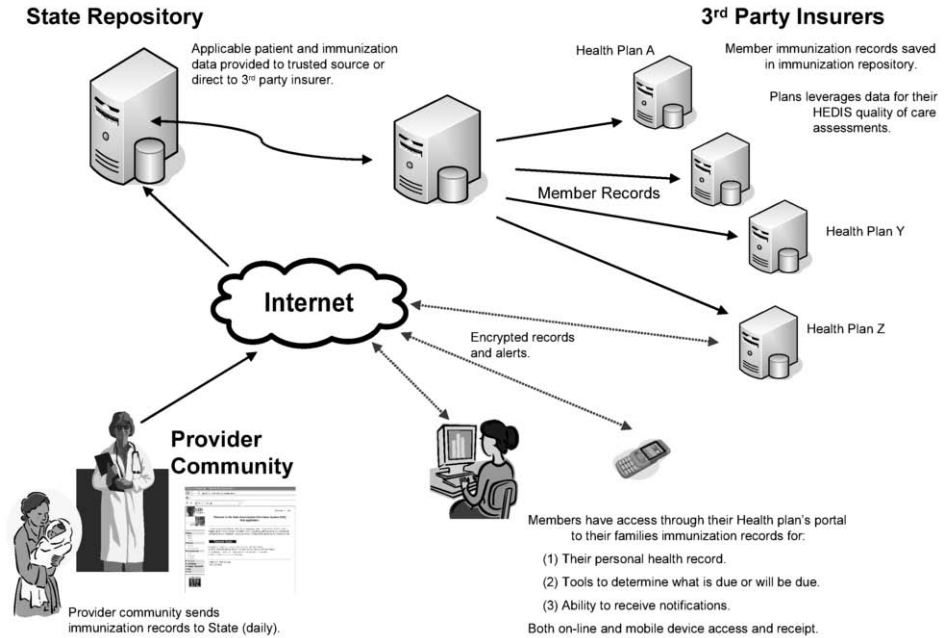 State Repository
Applicable patient and immunization
data provided to trusted source or
direct to 3rd party insurer.
3rd Party Insurers
Health Plan A
Member immunization records saved
in immunization repository.
Plans leverages data for their
HEDIS quality of care
assessments.
Member Records
Health Plan Y
Internet
Health Plan Z
Encrypted records
and alerts.
Provider
Community
Members have access through their Health plan's portal
to their families immunization records for:
(1) Their personal health record.
(2) Tools to determine what is due or will be due.
(3) Ability to receive notifications.
Both on-line and mobile device access and receipt.
Provider community sends
immunization records to State (daily).